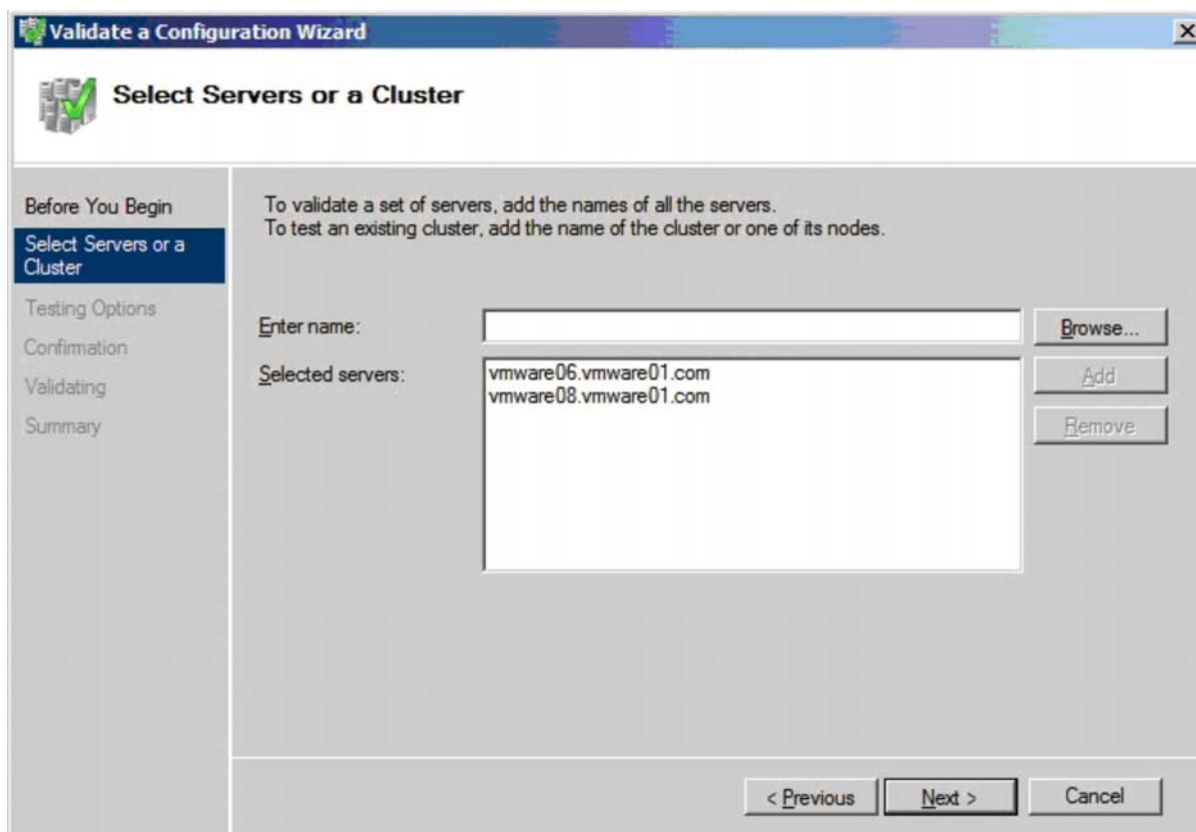 Validate a Configuration Wizard
Select Servers or a Cluster
Before You Begin
Select Servers or a
Cluster
Testing Options
Confirmation
Validating
Summary
To validate a set of servers, add the names of all the servers.
To test an existing cluster, add the name of the cluster or one of its nodes.
Enter name:
Browse...
Selected servers:
vmware06.vmware01.com
vmware08.vmware01.com
Add
Remove
< Previous
Next >
Cancel